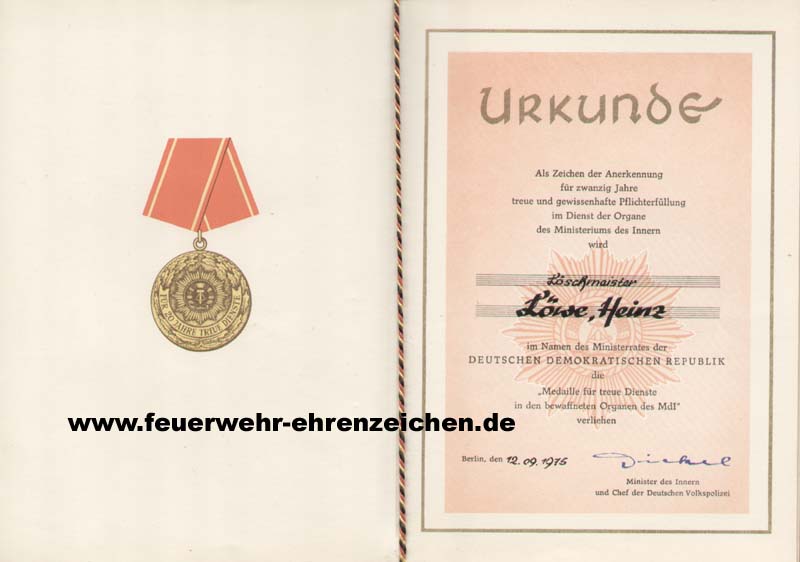 FÜR 20 JAHRE TREUE DIENSTE
www.feuerwehr-ehrenzeichen.de
URKUNDE
Als Zeichen der Anerkennung
für zwanzig Jahre
treue und gewissenhafte Pflichterfüllung
im Dienst der Organe
des Ministeriums des Innern
wird
Löschmeister
Löwe, Heinz
im Namen des Ministerrates der
DEUTSCHEN DEMOKRATISCHEN REPUBLIK
die
„Medaille für treue Dienste
in den bewaffneten Organen des MdI“
verliehen
Berlin, den 12.09.1975 Dickel
Minister des Innern
und Chef der Deutschen Volkspolizei